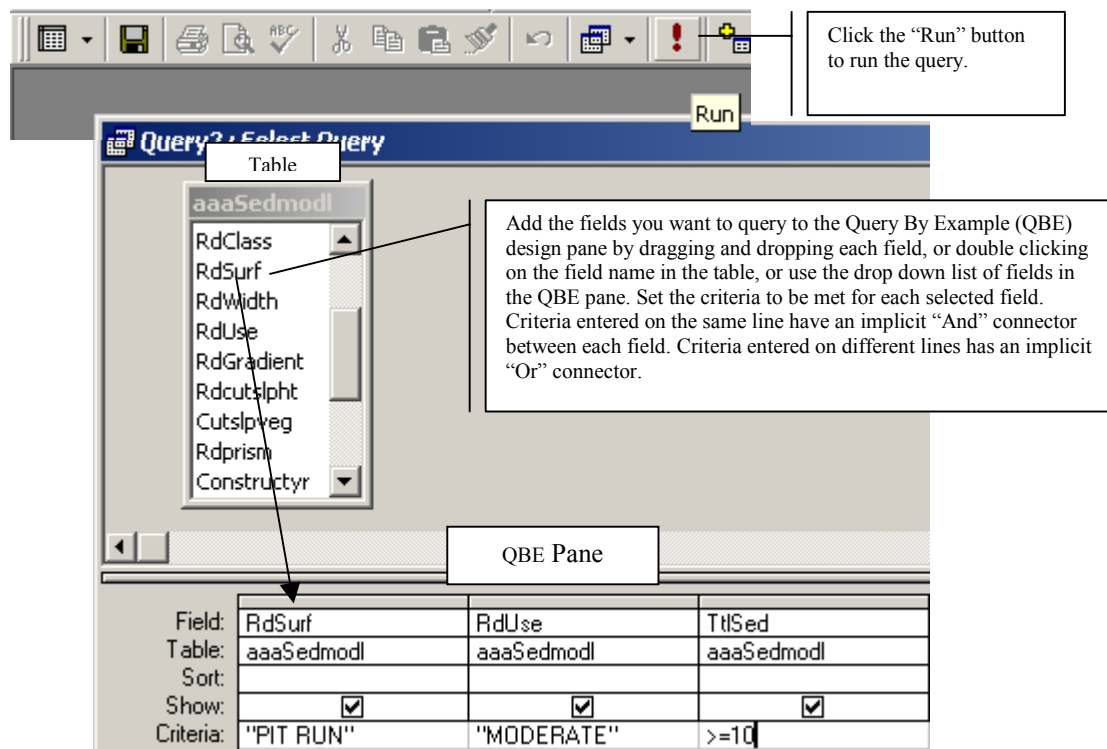 ABC
Click the “Run” button
to run the query.
Run
Query2 : Select Query
Table
aaaSedmodl
RdClass
RdSurf
RdWidth
RdUse
RdGradient
Rdcutslpht
Cutslpveg
Rdprism
Constructyr
Add the fields you want to query to the Query By Example (QBE)
design pane by dragging and dropping each field, or double clicking
on the field name in the table, or use the drop down list of fields in
the QBE pane. Set the criteria to be met for each selected field.
Criteria entered on the same line have an implicit “And” connector
between each field. Criteria entered on different lines has an implicit
“Or” connector.
QBE Pane
Field: RdSurf RdUse TtlSed
Table: aaaSedmodl aaaSedmodl aaaSedmodl
Sort:
Show:
Criteria: "PIT RUN" "MODERATE" >=10